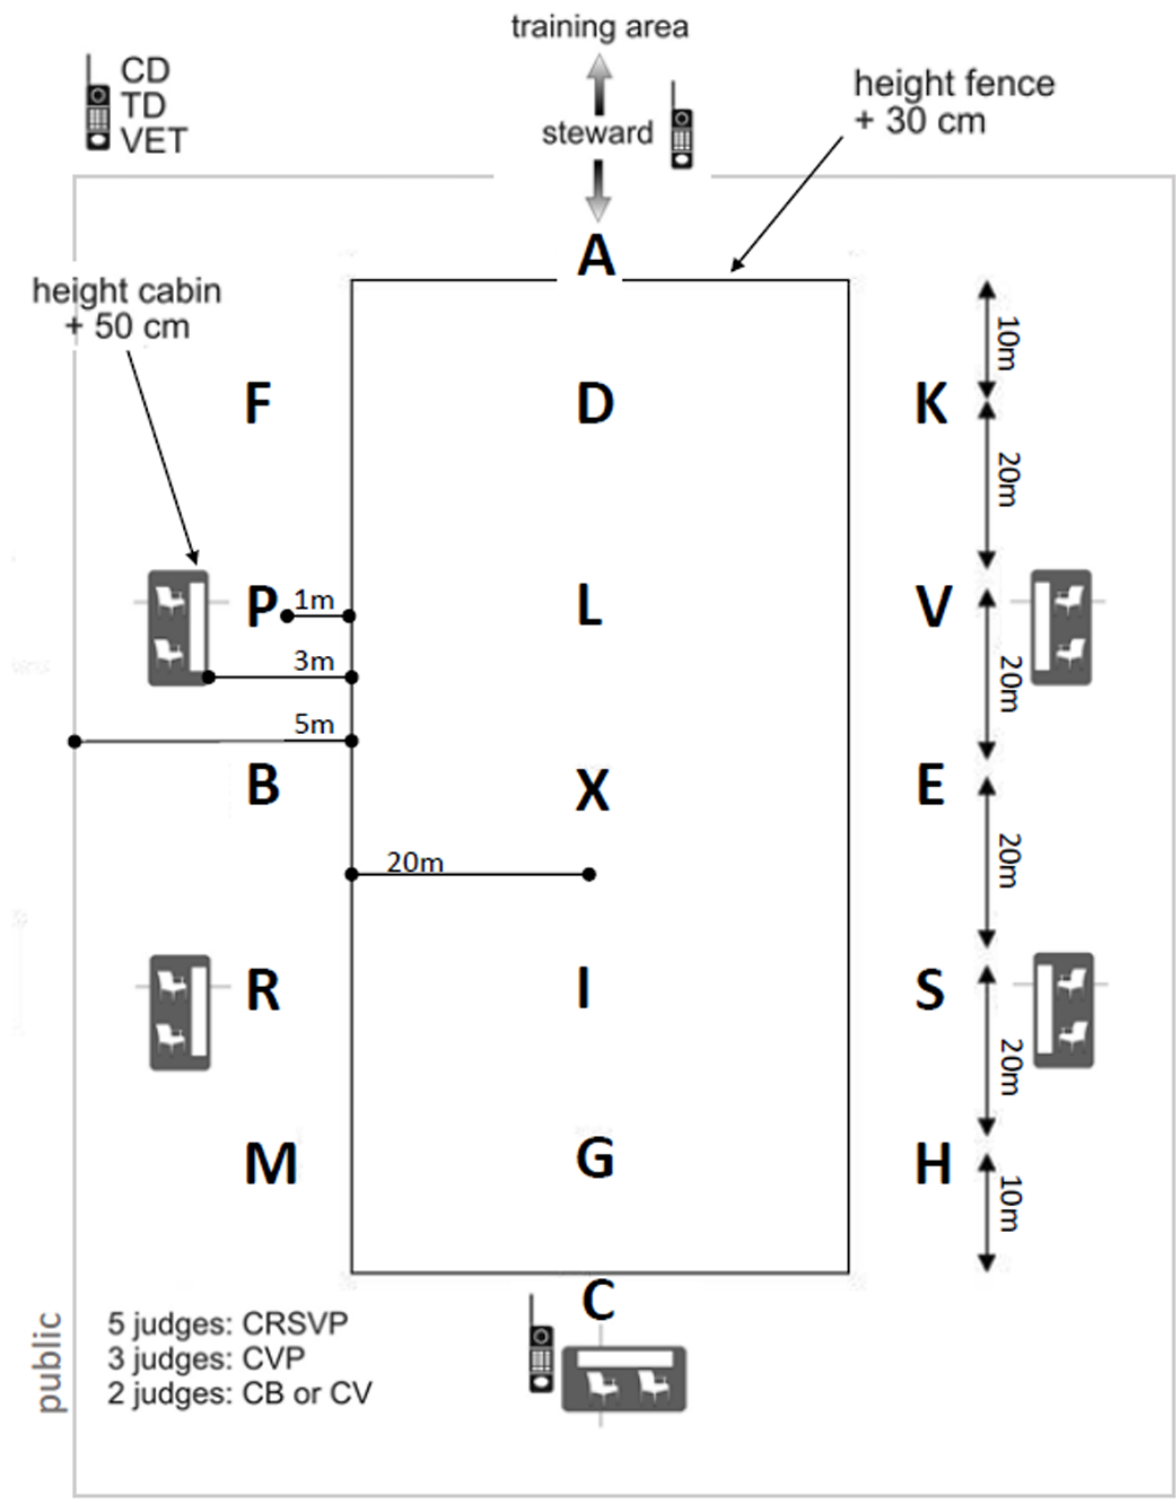 training area
CD
TD
VET
steward
height fence
+ 30 cm
A
height cabin
+ 50 cm
10m
F D K
20m
P 1m L V
3m
20m
5m
B X E
20m
20m
R I S
20m
M G H
10m
C
5 judges: CRSVP
3 judges: CVP
2 judges: CB or CV
public